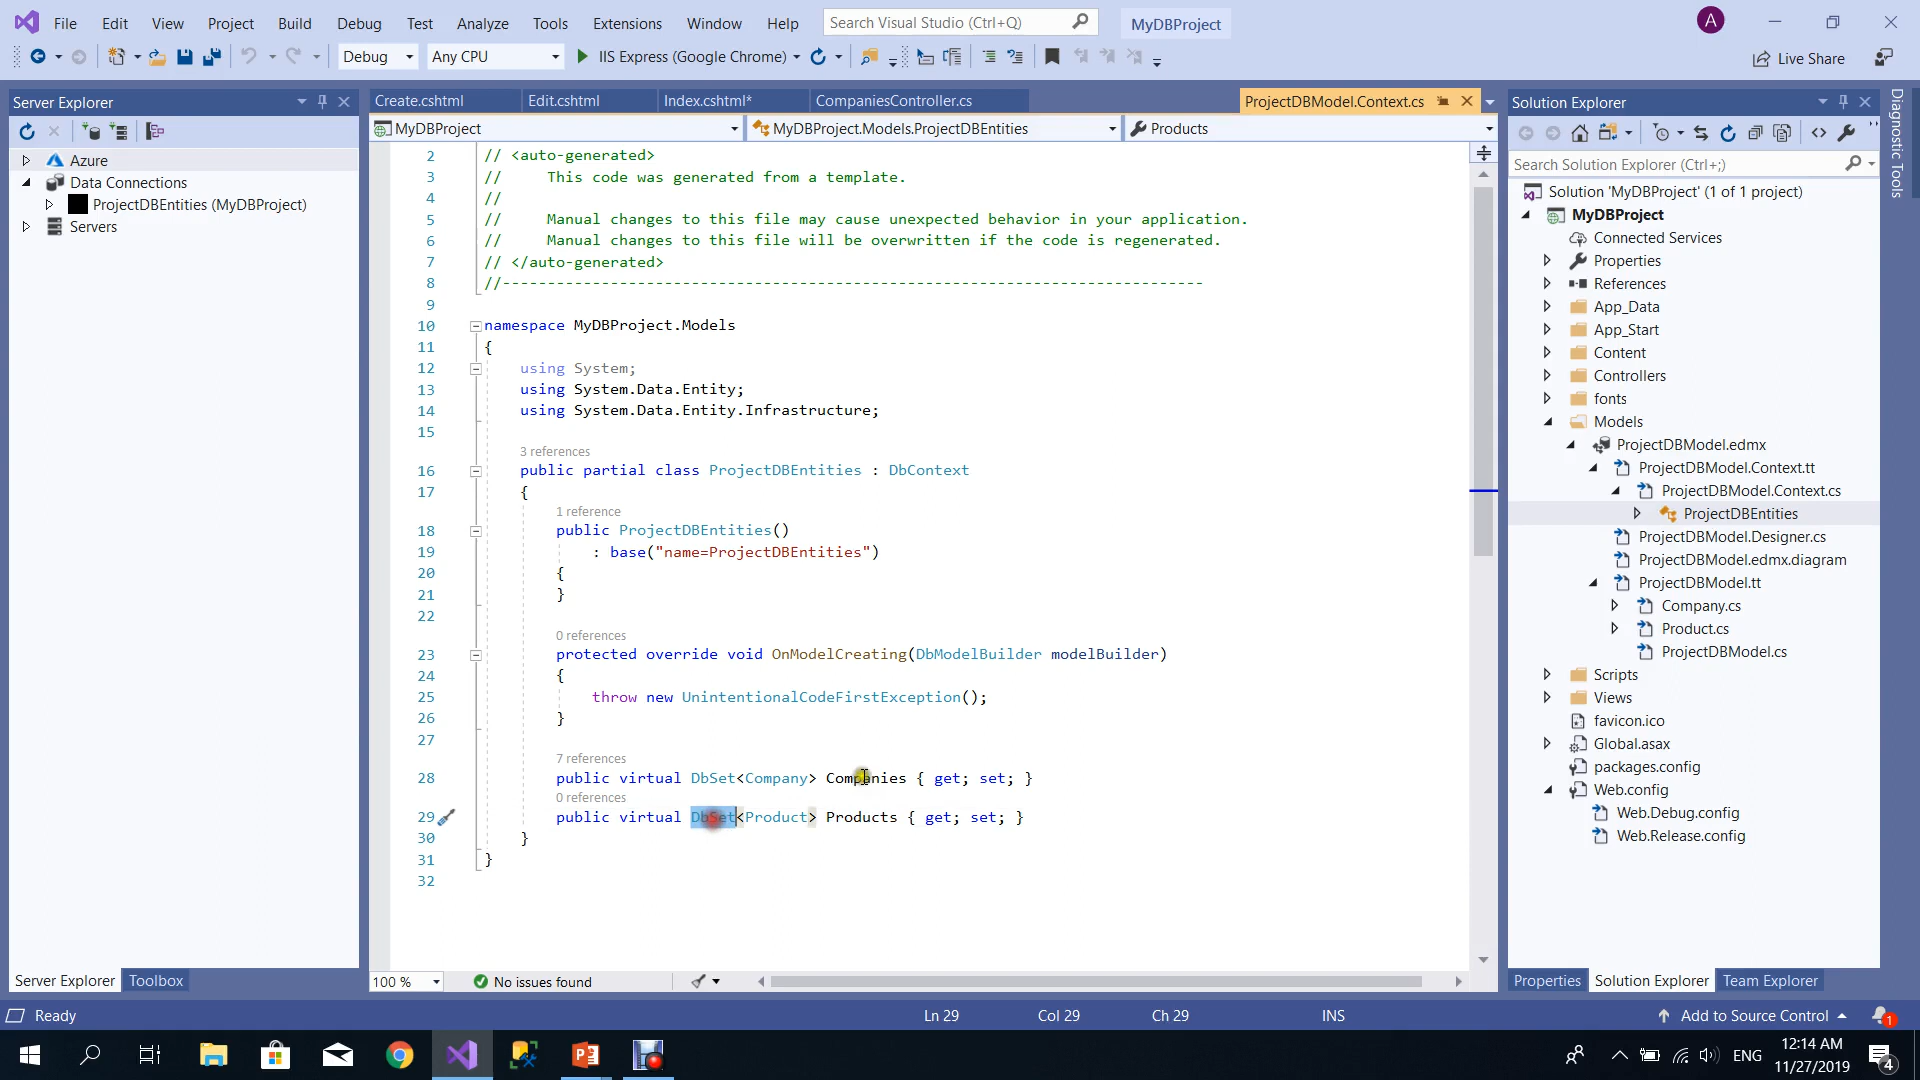 File Edit View Project Build Debug Test Analyze Tools Extensions Window Help Search Visual Studio (Ctrl+Q) MyDBProject A
Debug Any CPU IIS Express (Google Chrome) Live Share
Server Explorer
Azure
Data Connections
ProjectDBEntities (MyDBProject)
Servers
Server Explorer Toolbox
Create.cshtml Edit.cshtml Index.cshtml* CompaniesController.cs ProjectDBModel.Context.cs
MyDBProject MyDBProject.Models.ProjectDBEntities Products
2 // <auto-generated>
3 // This code was generated from a template.
4 //
5 // Manual changes to this file may cause unexpected behavior in your application.
6 // Manual changes to this file will be overwritten if the code is regenerated.
7 // </auto-generated>
8 //------------------------------------------------------------------------------
9
10 namespace MyDBProject.Models
11 {
12 using System;
13 using System.Data.Entity;
14 using System.Data.Entity.Infrastructure;
15
3 references
16 public partial class ProjectDBEntities : DbContext
17 {
1 reference
18 public ProjectDBEntities()
19 : base("name=ProjectDBEntities")
20 {
21 }
22
0 references
23 protected override void OnModelCreating(DbModelBuilder modelBuilder)
24 {
25 throw new UnintentionalCodeFirstException();
26 }
27
7 references
28 public virtual DbSet<Company> Companies { get; set; }
0 references
29 public virtual DbSet<Product> Products { get; set; }
30 }
31 }
32
100 % No issues found
Solution Explorer
Search Solution Explorer (Ctrl+;)
Solution 'MyDBProject' (1 of 1 project)
MyDBProject
Connected Services
Properties
References
App_Data
App_Start
Content
Controllers
fonts
Models
ProjectDBModel.edmx
ProjectDBModel.Context.tt
ProjectDBModel.Context.cs
ProjectDBEntities
ProjectDBModel.Designer.cs
ProjectDBModel.edmx.diagram
ProjectDBModel.tt
Company.cs
Product.cs
ProjectDBModel.cs
Scripts
Views
favicon.ico
Global.asax
packages.config
Web.config
Web.Debug.config
Web.Release.config
Properties Solution Explorer Team Explorer
Diagnostic Tools
Ready Ln 29 Col 29 Ch 29 INS Add to Source Control 1
ENG 12:14 AM 4
11/27/2019